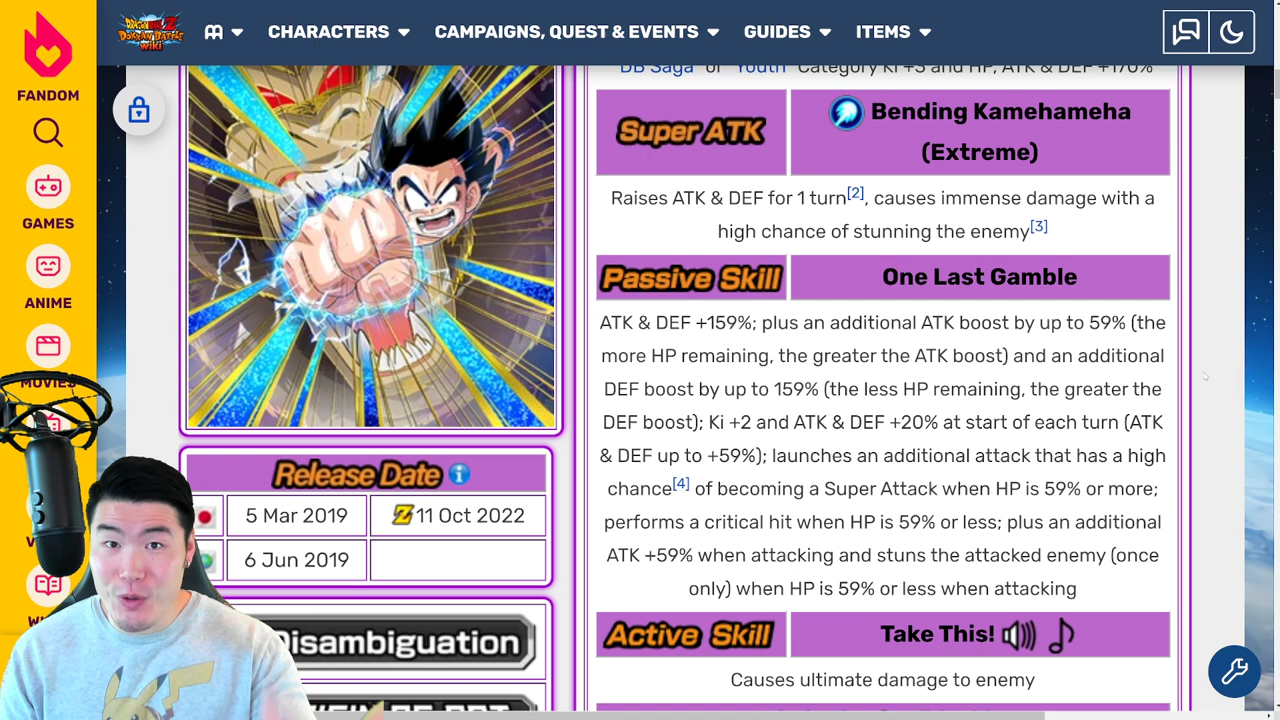 DRAGON BALL Z
DOKKAN BATTLE
WIKI
CHARACTERS
CAMPAIGNS, QUEST & EVENTS
GUIDES
ITEMS
FANDOM
GAMES
ANIME
MOVIES
DB Saga" or "Youth" Category Ki +3 and HP, ATK & DEF +170%
Super ATK
Bending Kamehameha
(Extreme)
Raises ATK & DEF for 1 turn[2], causes immense damage with a
high chance of stunning the enemy[3]
Passive Skill
One Last Gamble
ATK & DEF +159%; plus an additional ATK boost by up to 59% (the
more HP remaining, the greater the ATK boost) and an additional
DEF boost by up to 159% (the less HP remaining, the greater the
DEF boost); Ki +2 and ATK & DEF +20% at start of each turn (ATK
& DEF up to +59%); launches an additional attack that has a high
chance[4] of becoming a Super Attack when HP is 59% or more;
performs a critical hit when HP is 59% or less; plus an additional
ATK +59% when attacking and stuns the attacked enemy (once
only) when HP is 59% or less when attacking
Active Skill
Take This!
Causes ultimate damage to enemy
Release Date
5 Mar 2019
Z 11 Oct 2022
6 Jun 2019
Disambiguation